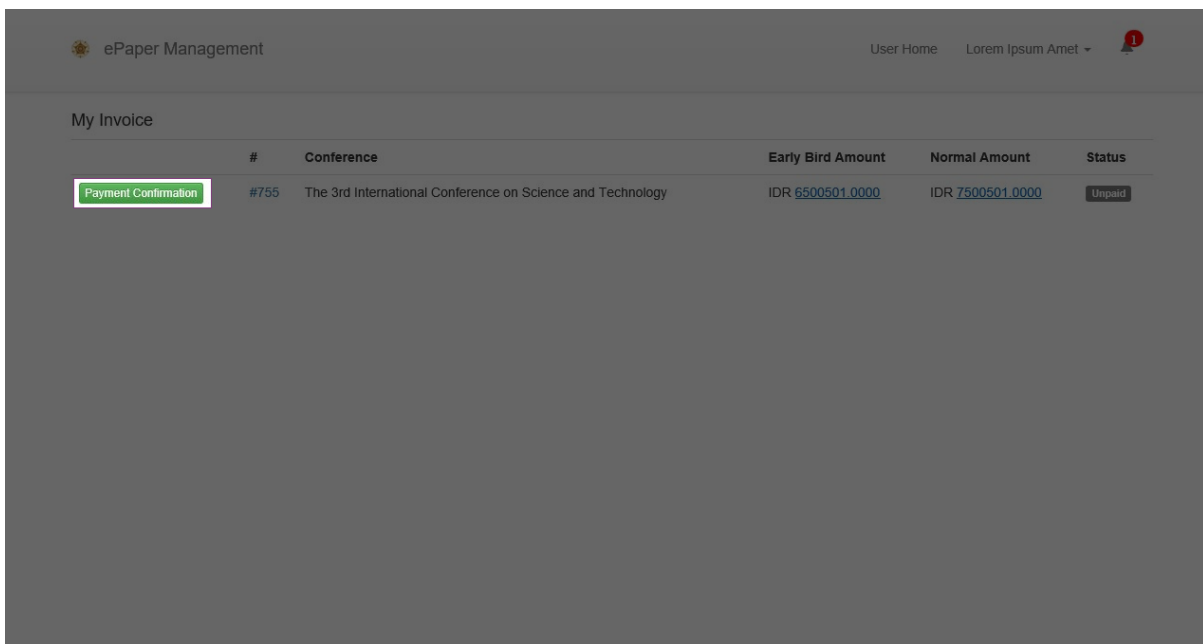 ePaper Management User Home Lorem Ipsum Amet 1
My Invoice
# Conference Early Bird Amount Normal Amount Status
Payment Confirmation #755 The 3rd International Conference on Science and Technology IDR 6500501.0000 IDR 7500501.0000 Unpaid